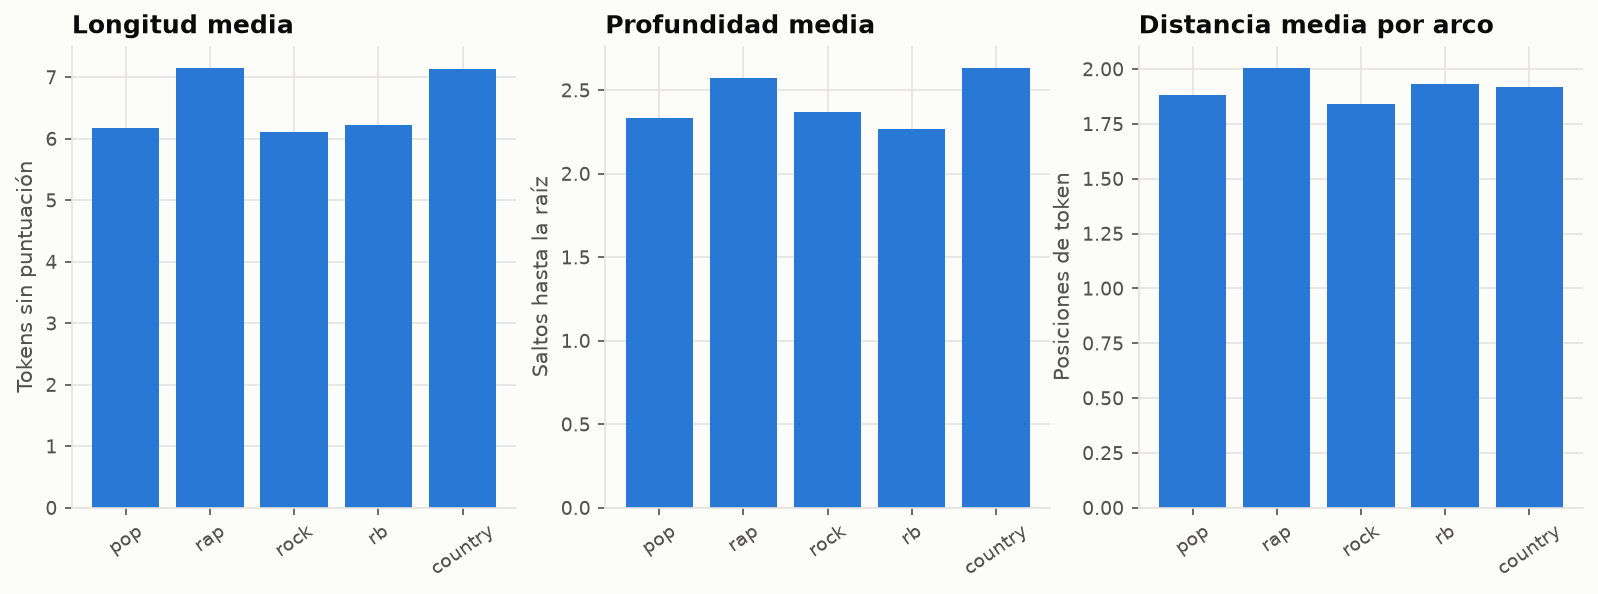 Longitud media
Tokens sin puntuación
7
6
5
4
3
2
1
0
pop
rap
rock
rb
country
Profundidad media
Saltos hasta la raíz
2.5
2.0
1.5
1.0
0.5
0.0
pop
rap
rock
rb
country
Distancia media por arco
Posiciones de token
2.00
1.75
1.50
1.25
1.00
0.75
0.50
0.25
0.00
pop
rap
rock
rb
country